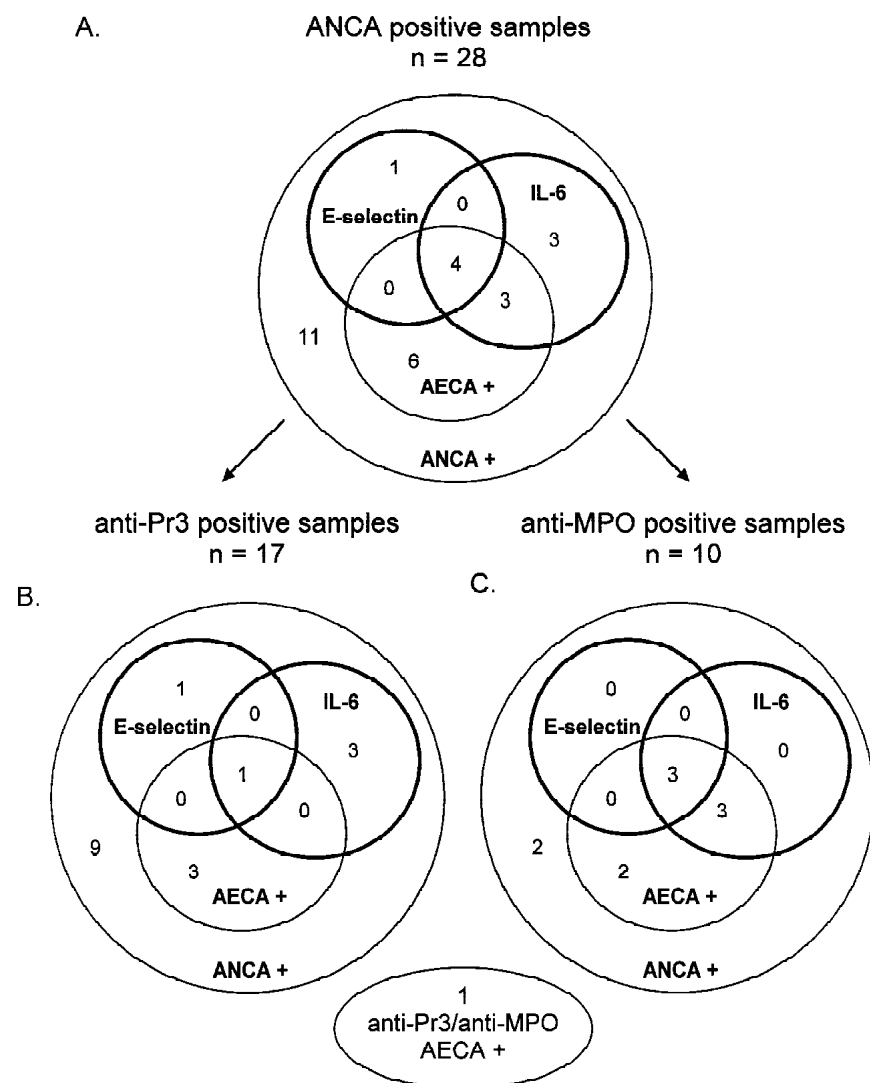 A.
ANCA positive samples
n = 28
1
0
IL-6
E-selectin
3
4
0
3
11
6
AECA +
ANCA +
anti-Pr3 positive samples
n = 17
anti-MPO positive samples
n = 10
B.
1
0
IL-6
E-selectin
3
1
0
0
9
3
AECA +
ANCA +
C.
0
0
IL-6
E-selectin
0
3
0
3
2
2
AECA +
ANCA +
1
anti-Pr3/anti-MPO
AECA +